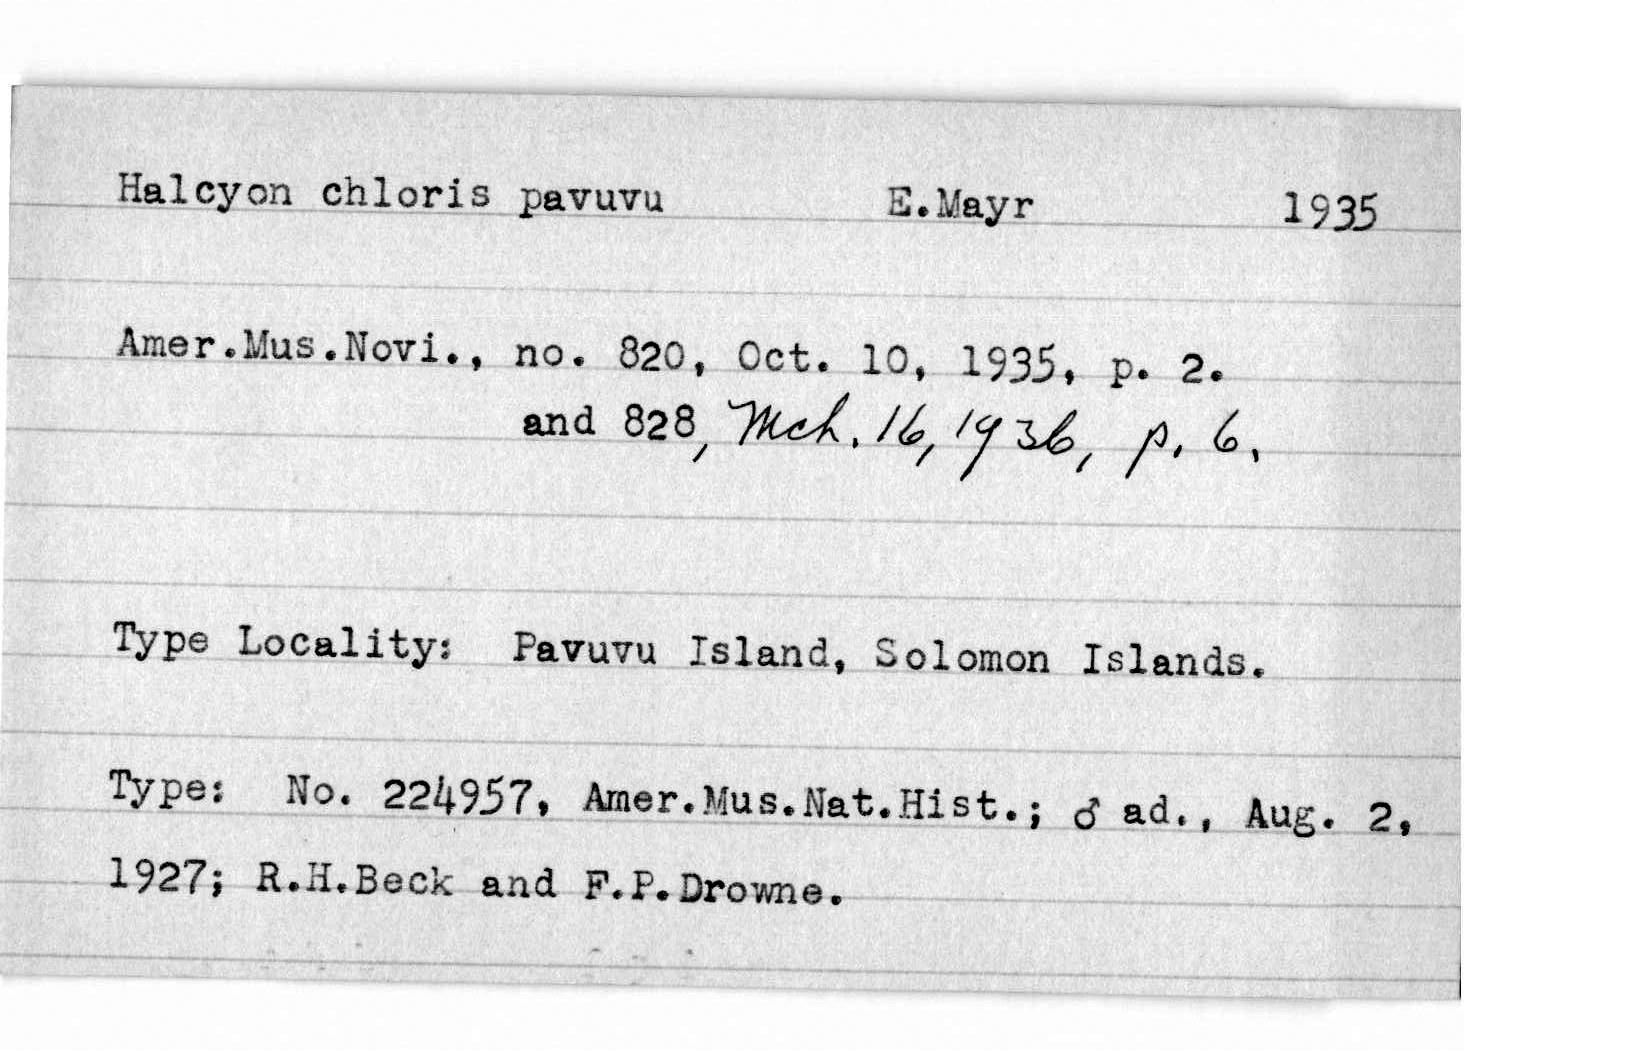 Halcyon chloris pavuvu E.Mayr 1935
Amer.Mus.Novi., no. 820, Oct. 10, 1935, p. 2.
and 828, Mch. 16, 1936, p. 6.
Type Locality: Pavuvu Island, Solomon Islands.
Type: No. 224957, Amer.Mus.Nat.Hist.; ♂ ad., Aug. 2,
1927; R.H.Beck and F.P.Drowne.